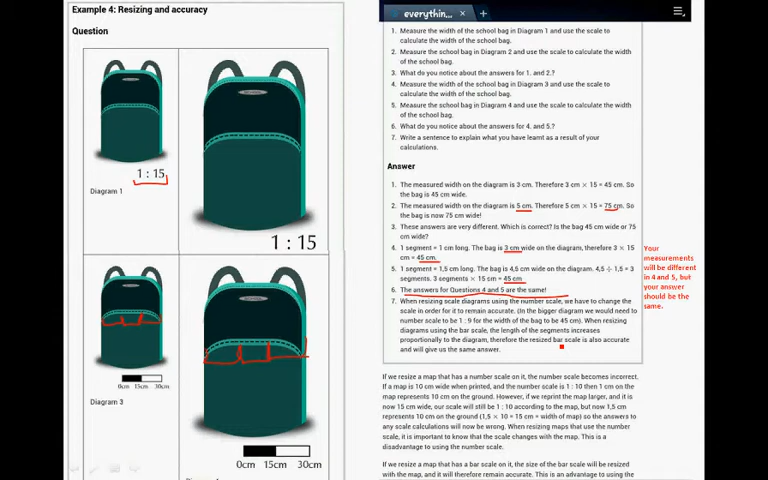 Example 4: Resizing and accuracy
Question
1 : 15
Diagram 1
1 : 15
0cm 15cm 30cm
Diagram 3
0cm 15cm 30cm
everythin...
1. Measure the width of the school bag in Diagram 1 and use the scale to
calculate the width of the school bag.
2. Measure the school bag in Diagram 2 and use the scale to calculate the width
of the school bag.
3. What do you notice about the answers for 1. and 2.?
4. Measure the school bag in Diagram 3 and use the scale to calculate the
width of the school bag.
5. Measure the school bag in Diagram 4 and use the scale to calculate the width
of the school bag.
6. What do you notice about the answers for 4. and 5.?
7. Write a sentence to explain what you have learnt as a result of your
calculations.
Answer
1. The measured width on the diagram is 3 cm. Therefore 3 cm × 15 = 45 cm. So
the bag is 45 cm wide.
2. The measured width on the diagram is 5 cm. Therefore 5 cm × 15 = 75 cm. So
the bag is now 75 cm wide!
3. These answers are very different. Which is correct? Is the bag 45 cm wide or 75
cm wide?
4. 1 segment = 1 cm long. The bag is 3 cm wide on the diagram, therefore 3 × 15
cm = 45 cm.
5. 1 segment = 1,5 cm long. The bag is 4,5 cm wide on the diagram. 4,5 ÷ 1,5 = 3
segments. 3 segments × 15 cm = 45 cm
6. The answers for Questions 4 and 5 are the same!
7. When resizing scale diagrams using the number scale, we have to change the
scale in order for it to remain accurate. (In the bigger diagram we would need to
number scale to be 1 : 9 for the width of the bag to be 45 cm). When resizing
diagrams using the bar scale, the length of the segments increases
proportionally to the diagram, therefore the resized bar scale is also accurate
and will give us the same answer.
Your
measurements
will be different
in 4 and 5, but
your answer
should be the
same.
If we resize a map that has a number scale on it, the number scale becomes incorrect.
If a map is 10 cm wide when printed, and the number scale is 1 : 10 then 1 cm on the
map represents 10 cm on the ground. However, if we reprint the map larger, and it is
now 15 cm wide, our scale will still be 1 : 10 according to the map, but now 1,5 cm
represents 10 cm on the ground (1,5 × 10 = 15 cm = width of map) so the answers to
any scale calculations will now be wrong. When resizing maps that use the number
scale, it is important to know that the scale changes with the map. This is a
disadvantage to using the number scale.
If we resize a map that has a bar scale on it, the size of the bar scale will be resized
with the map, and it will therefore remain accurate. This is an advantage to using the